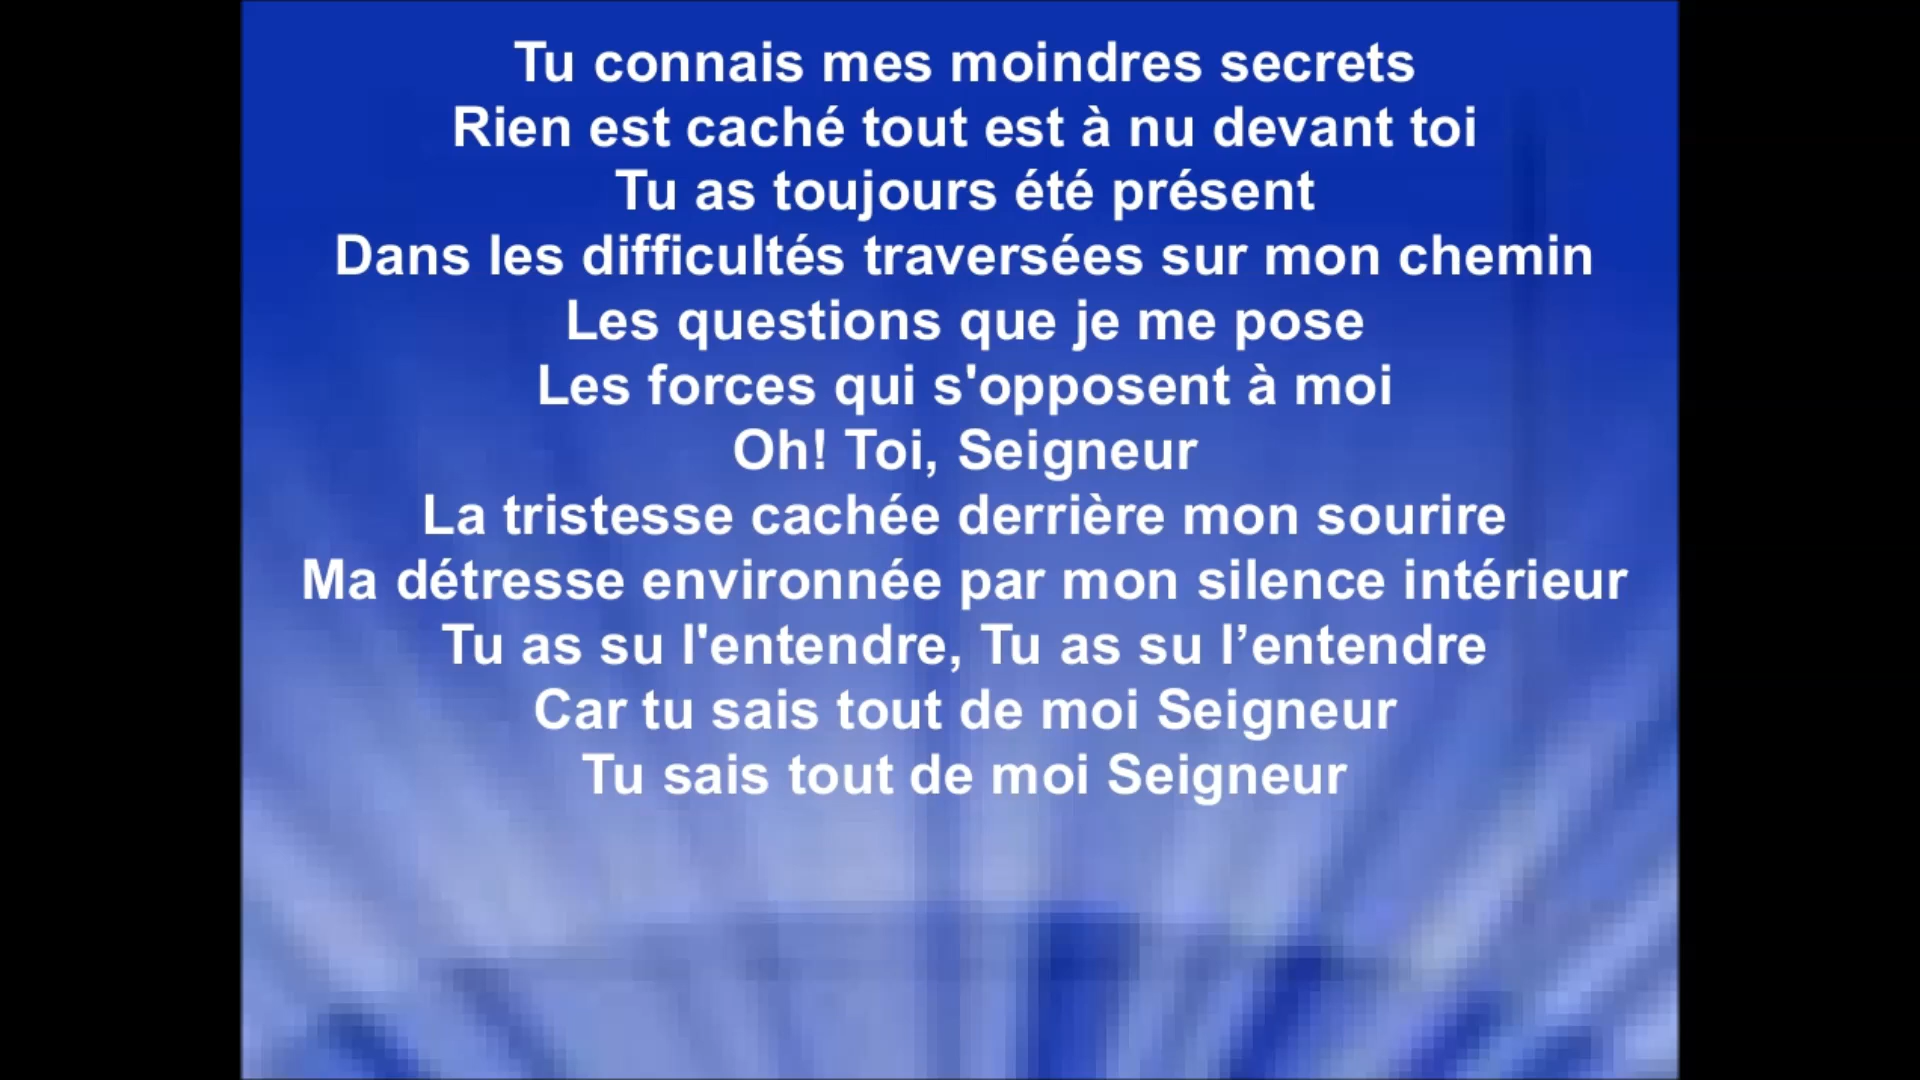 Tu connais mes moindres secrets
Rien est caché tout est à nu devant toi
Tu as toujours été présent
Dans les difficultés traversées sur mon chemin
Les questions que je me pose
Les forces qui s'opposent à moi
Oh! Toi, Seigneur
La tristesse cachée derrière mon sourire
Ma détresse environnée par mon silence intérieur
Tu as su l'entendre, Tu as su l’entendre
Car tu sais tout de moi Seigneur
Tu sais tout de moi Seigneur